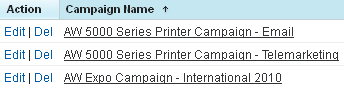 Action Campaign Name ↑
Edit | Del AW 5000 Series Printer Campaign - Email
Edit | Del AW 5000 Series Printer Campaign - Telemarketing
Edit | Del AW Expo Campaign - International 2010